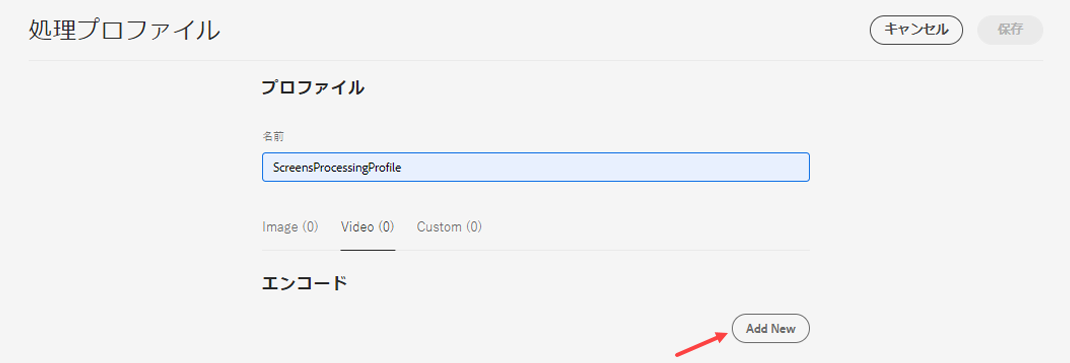 処理プロファイル
キャンセル
保存
プロファイル
名前
ScreensProcessingProfile
Image (0) Video (0) Custom (0)
エンコード
Add New